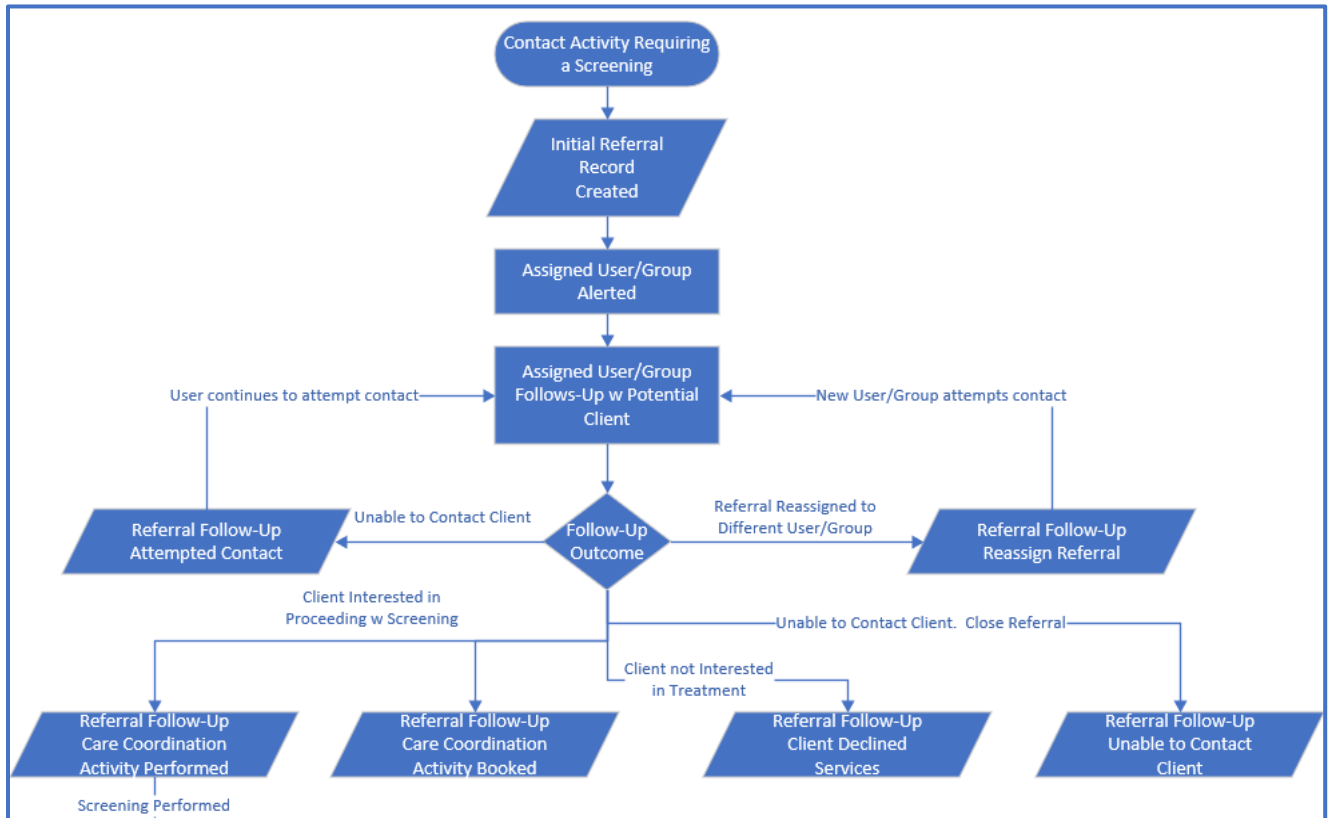 Contact Activity Requiring
a Screening
Initial Referral
Record
Created
Assigned User/Group
Alerted
Assigned User/Group
Follows-Up w Potential
Client
User continues to attempt contact
New User/Group attempts contact
Unable to Contact Client
Referral Reassigned to
Different User/Group
Referral Follow-Up
Attempted Contact
Follow-Up
Outcome
Referral Follow-Up
Reassign Referral
Client Interested in
Proceeding w Screening
Unable to Contact Client.  Close Referral
Client not Interested
in Treatment
Referral Follow-Up
Care Coordination
Activity Performed
Referral Follow-Up
Care Coordination
Activity Booked
Referral Follow-Up
Client Declined
Services
Referral Follow-Up
Unable to Contact
Client
Screening Performed